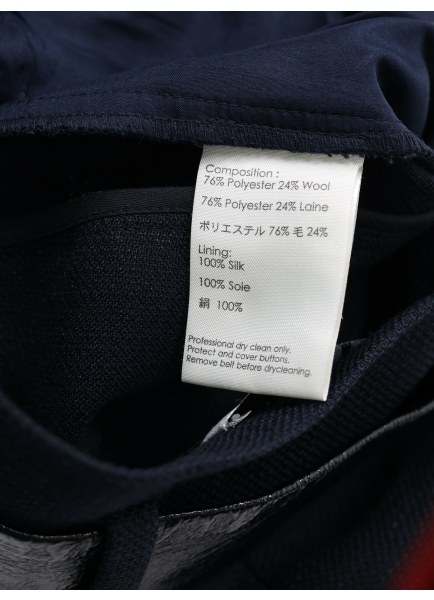 Composition :
76% Polyester 24% Wool
76% Polyester 24% Laine
ポリエステル 76% 毛 24%
Lining:
100% Silk
100% Soie
絹 100%
Professional dry clean only.
Protect and cover buttons.
Remove belt before drycleaning.